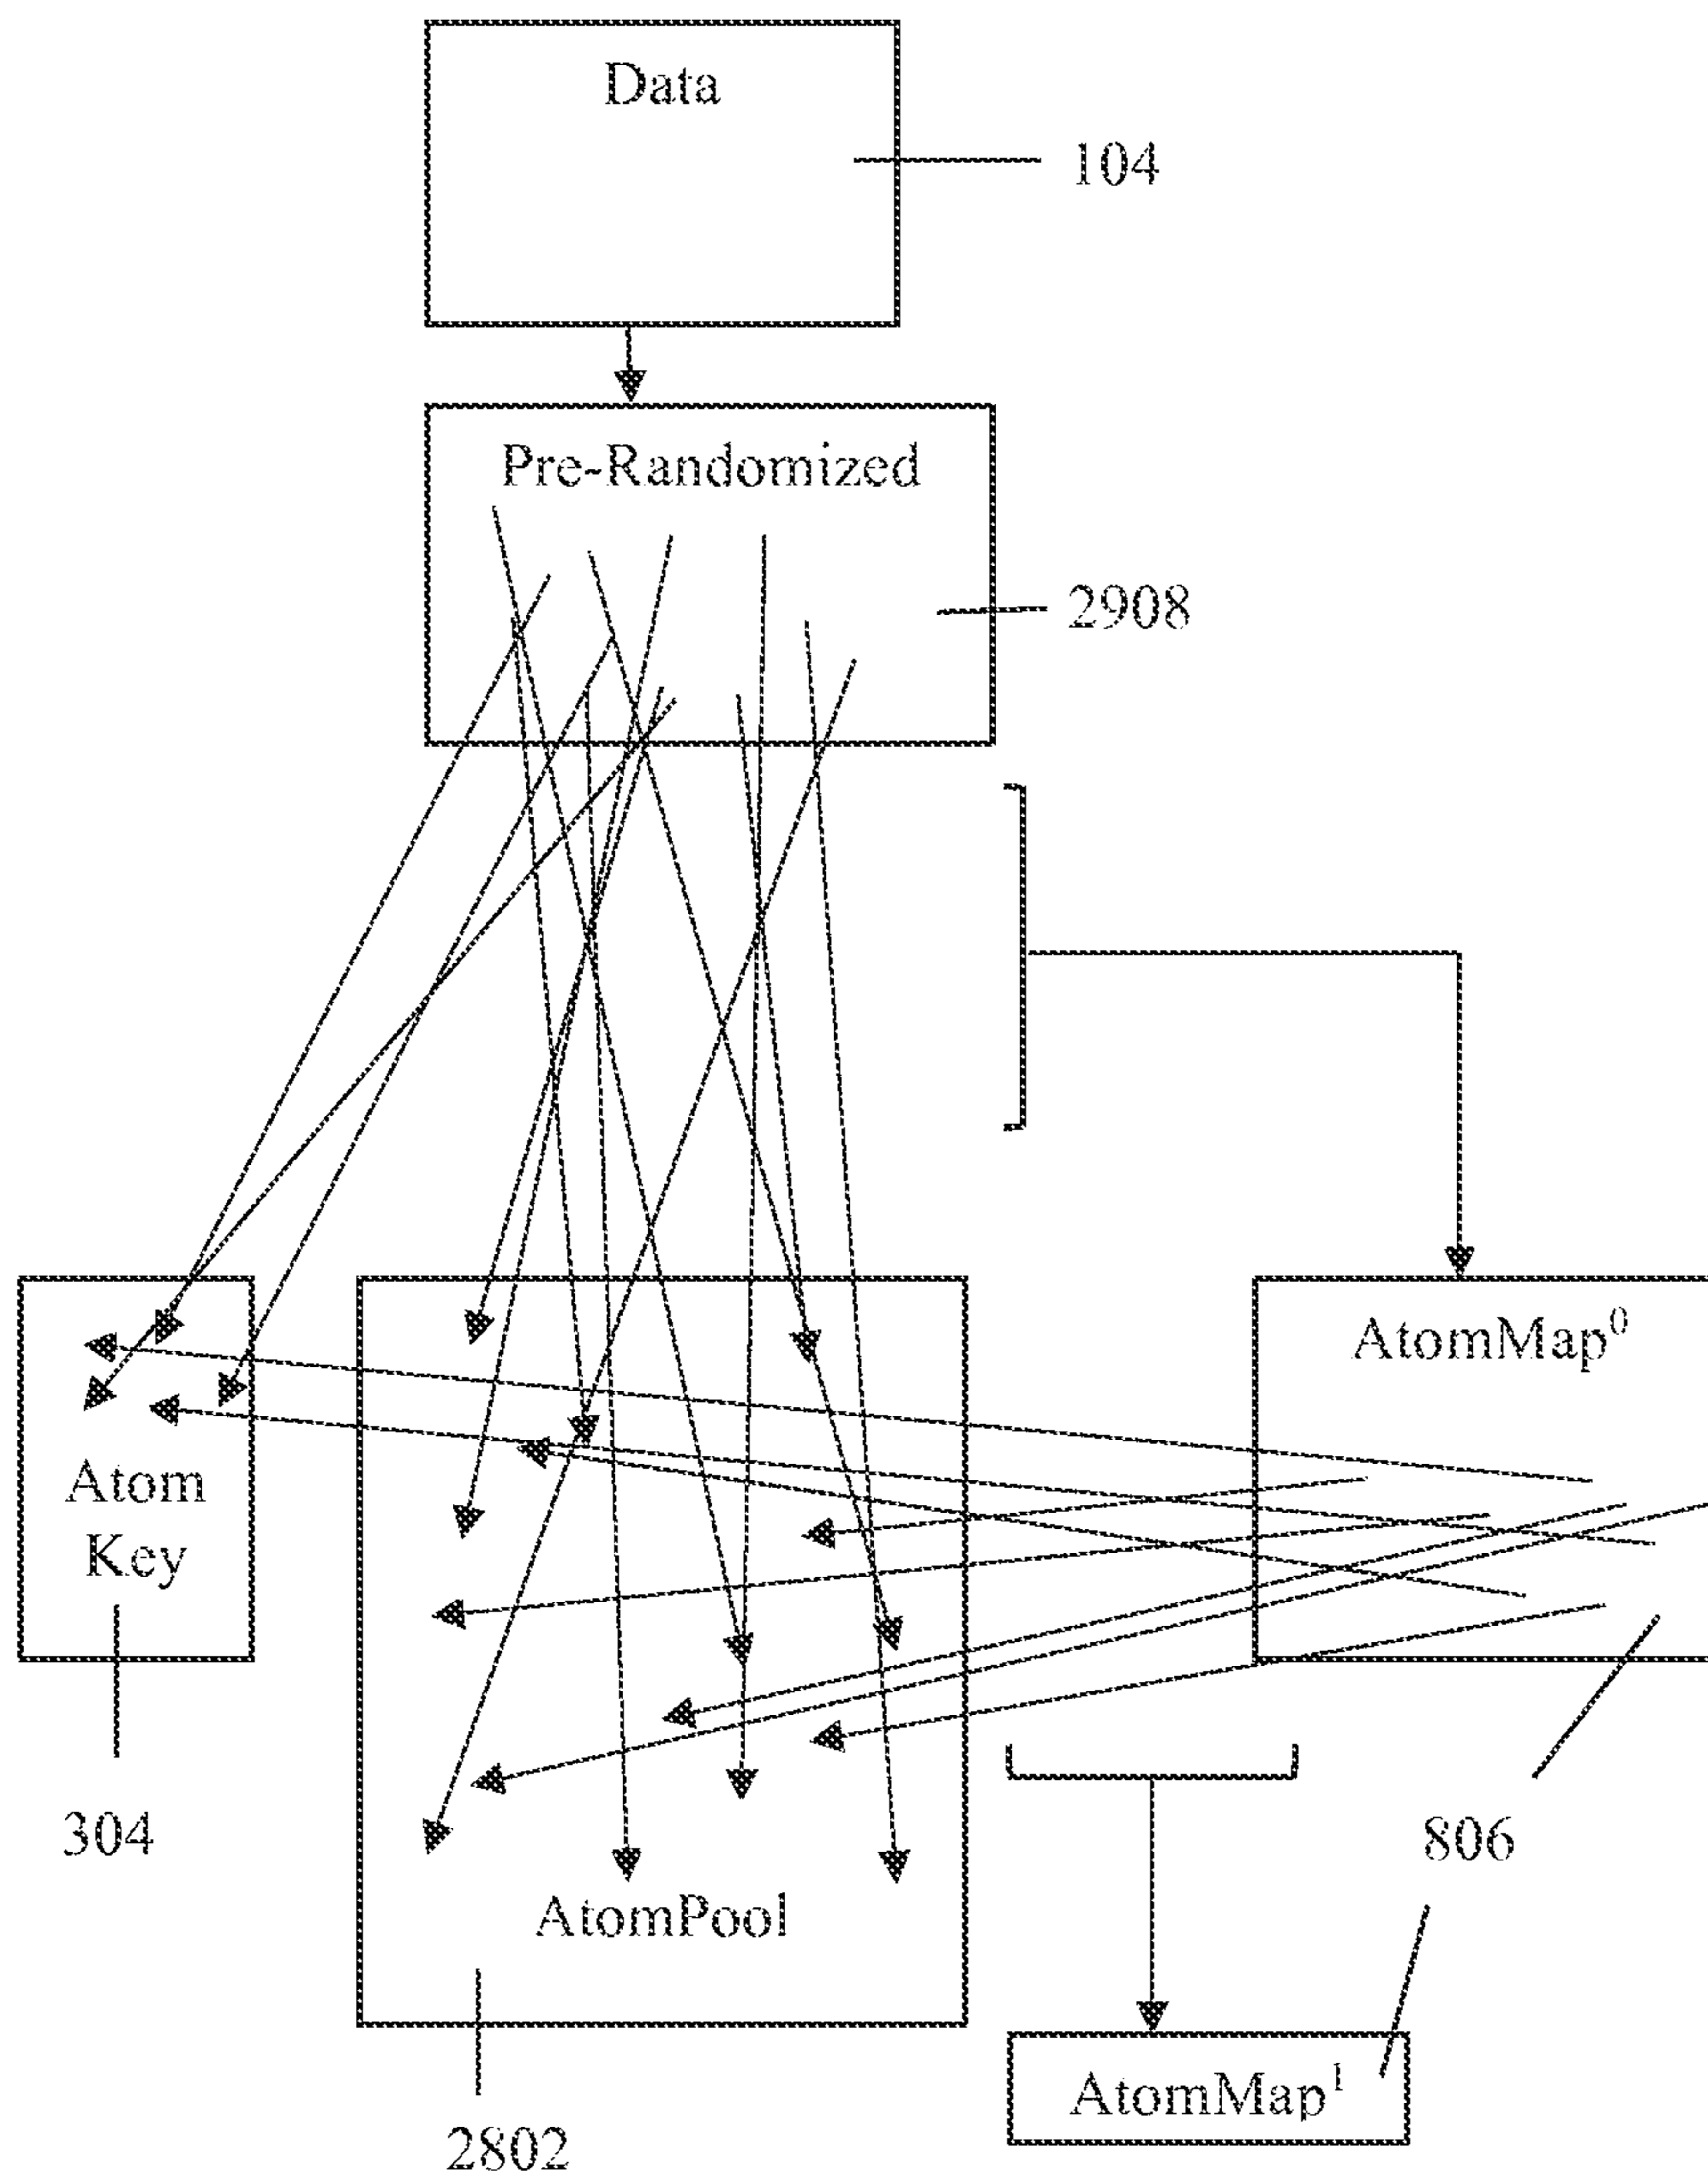 Data
104
Pre-Randomized
2908
AtomMap⁰
Atom
Key
304
806
AtomPool
AtomMap¹
2802